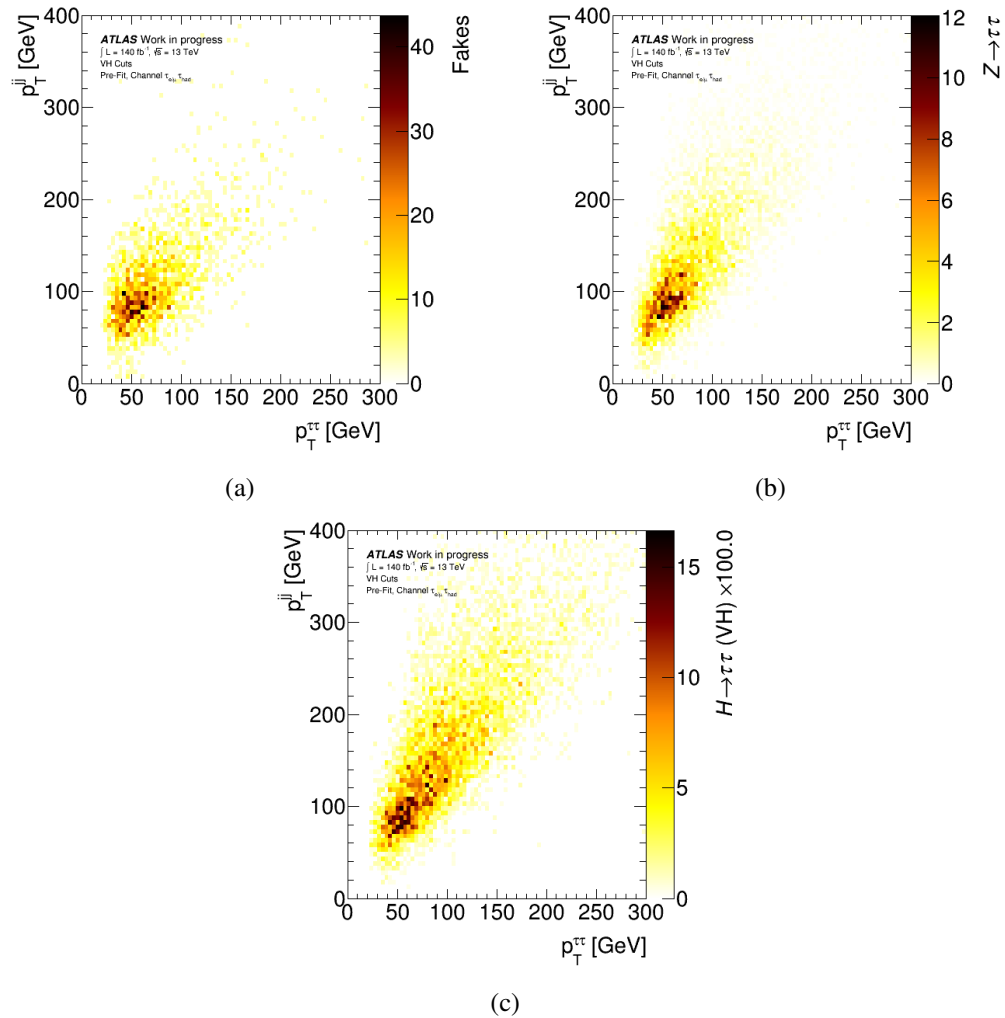 ATLAS Work in progress
∫ L = 140 fb⁻¹, √s = 13 TeV
VH Cuts
Pre-Fit, Channel τ_e/μ τ_had
p_T^jj [GeV]
400
300
200
100
0
0 50 100 150 200 250 300
p_T^ττ [GeV]
Fakes
40
30
20
10
0
(a)
ATLAS Work in progress
∫ L = 140 fb⁻¹, √s = 13 TeV
VH Cuts
Pre-Fit, Channel τ_e/μ τ_had
p_T^jj [GeV]
400
300
200
100
0
0 50 100 150 200 250 300
p_T^ττ [GeV]
Z→ττ
12
10
8
6
4
2
0
(b)
ATLAS Work in progress
∫ L = 140 fb⁻¹, √s = 13 TeV
VH Cuts
Pre-Fit, Channel τ_e/μ τ_had
p_T^jj [GeV]
400
300
200
100
0
0 50 100 150 200 250 300
p_T^ττ [GeV]
H→ττ (VH) ×100.0
15
10
5
0
(c)